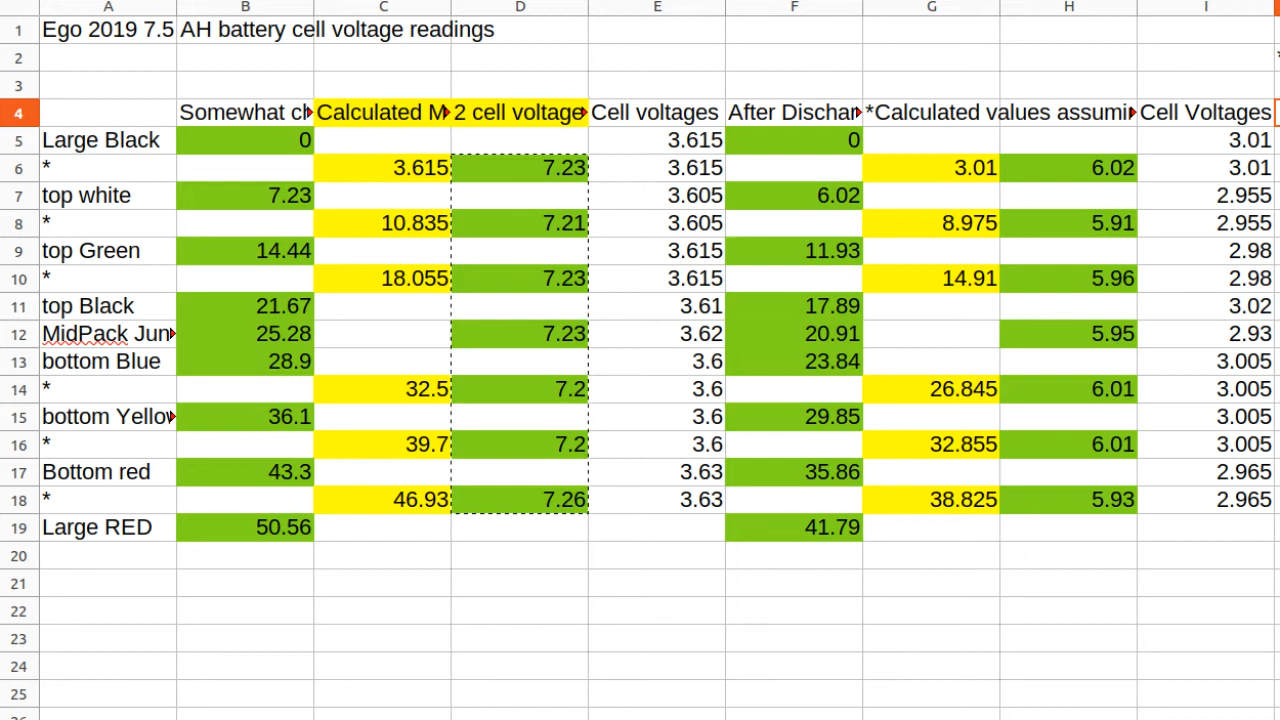 A B C D E F G H I
1 Ego 2019 7.5 AH battery cell voltage readings
2
3
4 Somewhat Calculated 2 cell voltage Cell voltages After *Calculated values Cell Voltages
5 Large Black 0 3.615 0 3.01
6 * 3.615 7.23 3.615 3.01 6.02 3.01
7 top white 7.23 3.605 6.02 2.955
8 * 10.835 7.21 3.605 8.975 5.91 2.955
9 top Green 14.44 3.615 11.93 2.98
10 * 18.055 7.23 3.615 14.91 5.96 2.98
11 top Black 21.67 3.61 17.89 3.02
12 MidPack Jun 25.28 7.23 3.62 20.91 5.95 2.93
13 bottom Blue 28.9 3.6 23.84 3.005
14 * 32.5 7.2 3.6 26.845 6.01 3.005
15 bottom Yellow 36.1 3.6 29.85 3.005
16 * 39.7 7.2 3.6 32.855 6.01 3.005
17 Bottom red 43.3 3.63 35.86 2.965
18 * 46.93 7.26 3.63 38.825 5.93 2.965
19 Large RED 50.56 41.79
20
21
22
23
24
25